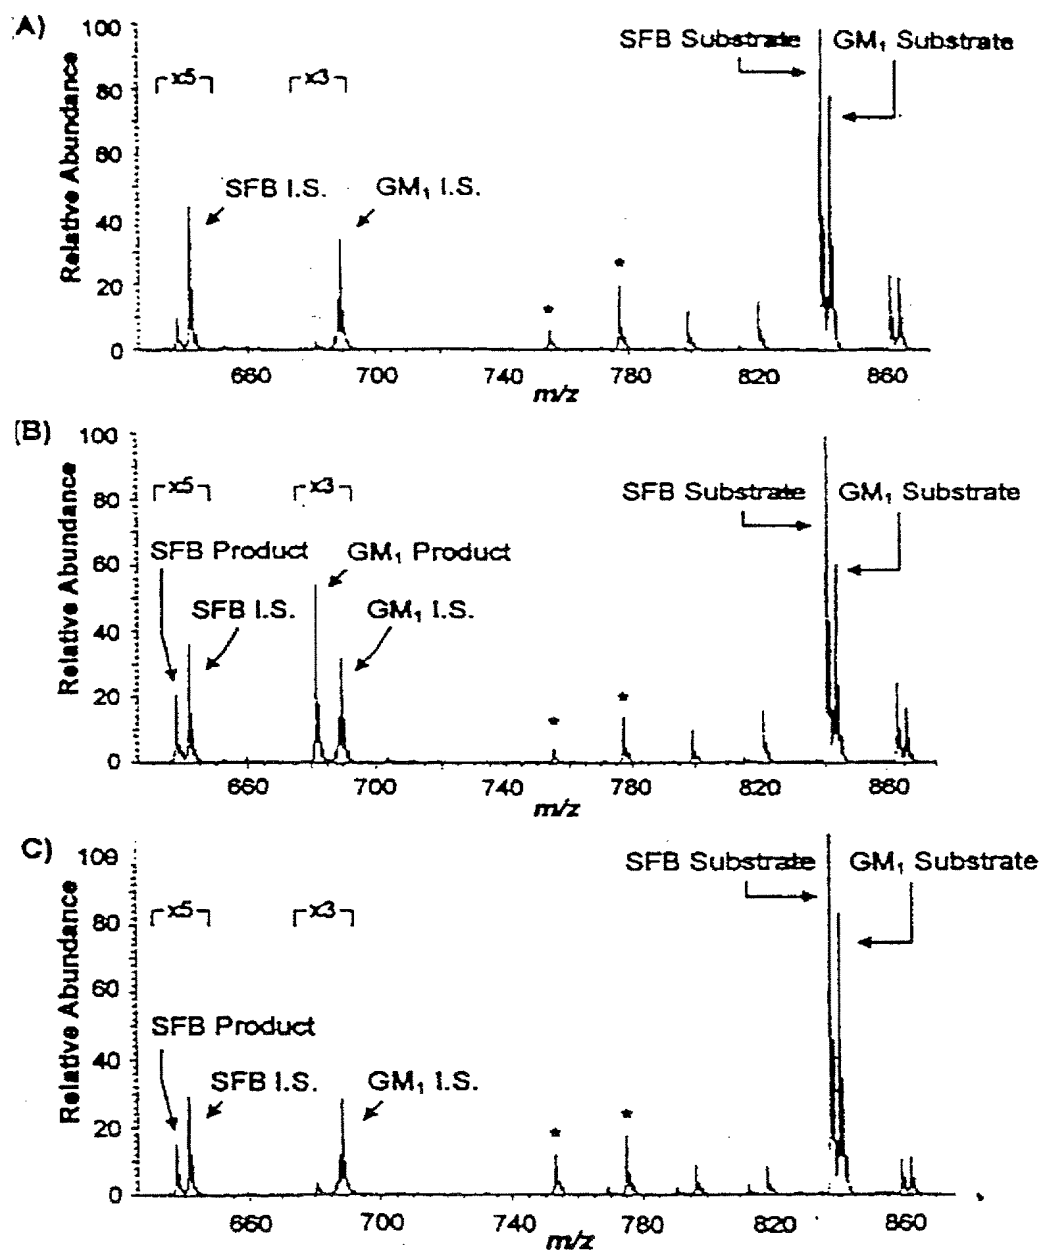 A)
Relative Abundance
100
80
60
40
20
0
x5
x3
SFB I.S.
GM₁ I.S.
*
*
SFB Substrate
GM₁ Substrate
660 700 740 780 820 860
m/z
(B)
Relative Abundance
100
80
60
40
20
0
x5
x3
SFB Product
SFB I.S.
GM₁ Product
GM₁ I.S.
*
*
SFB Substrate
GM₁ Substrate
660 700 740 780 820 860
m/z
C)
Relative Abundance
100
80
60
40
20
0
x5
x3
SFB Product
SFB I.S.
GM₁ I.S.
*
*
SFB Substrate
GM₁ Substrate
660 700 740 780 820 860
m/z